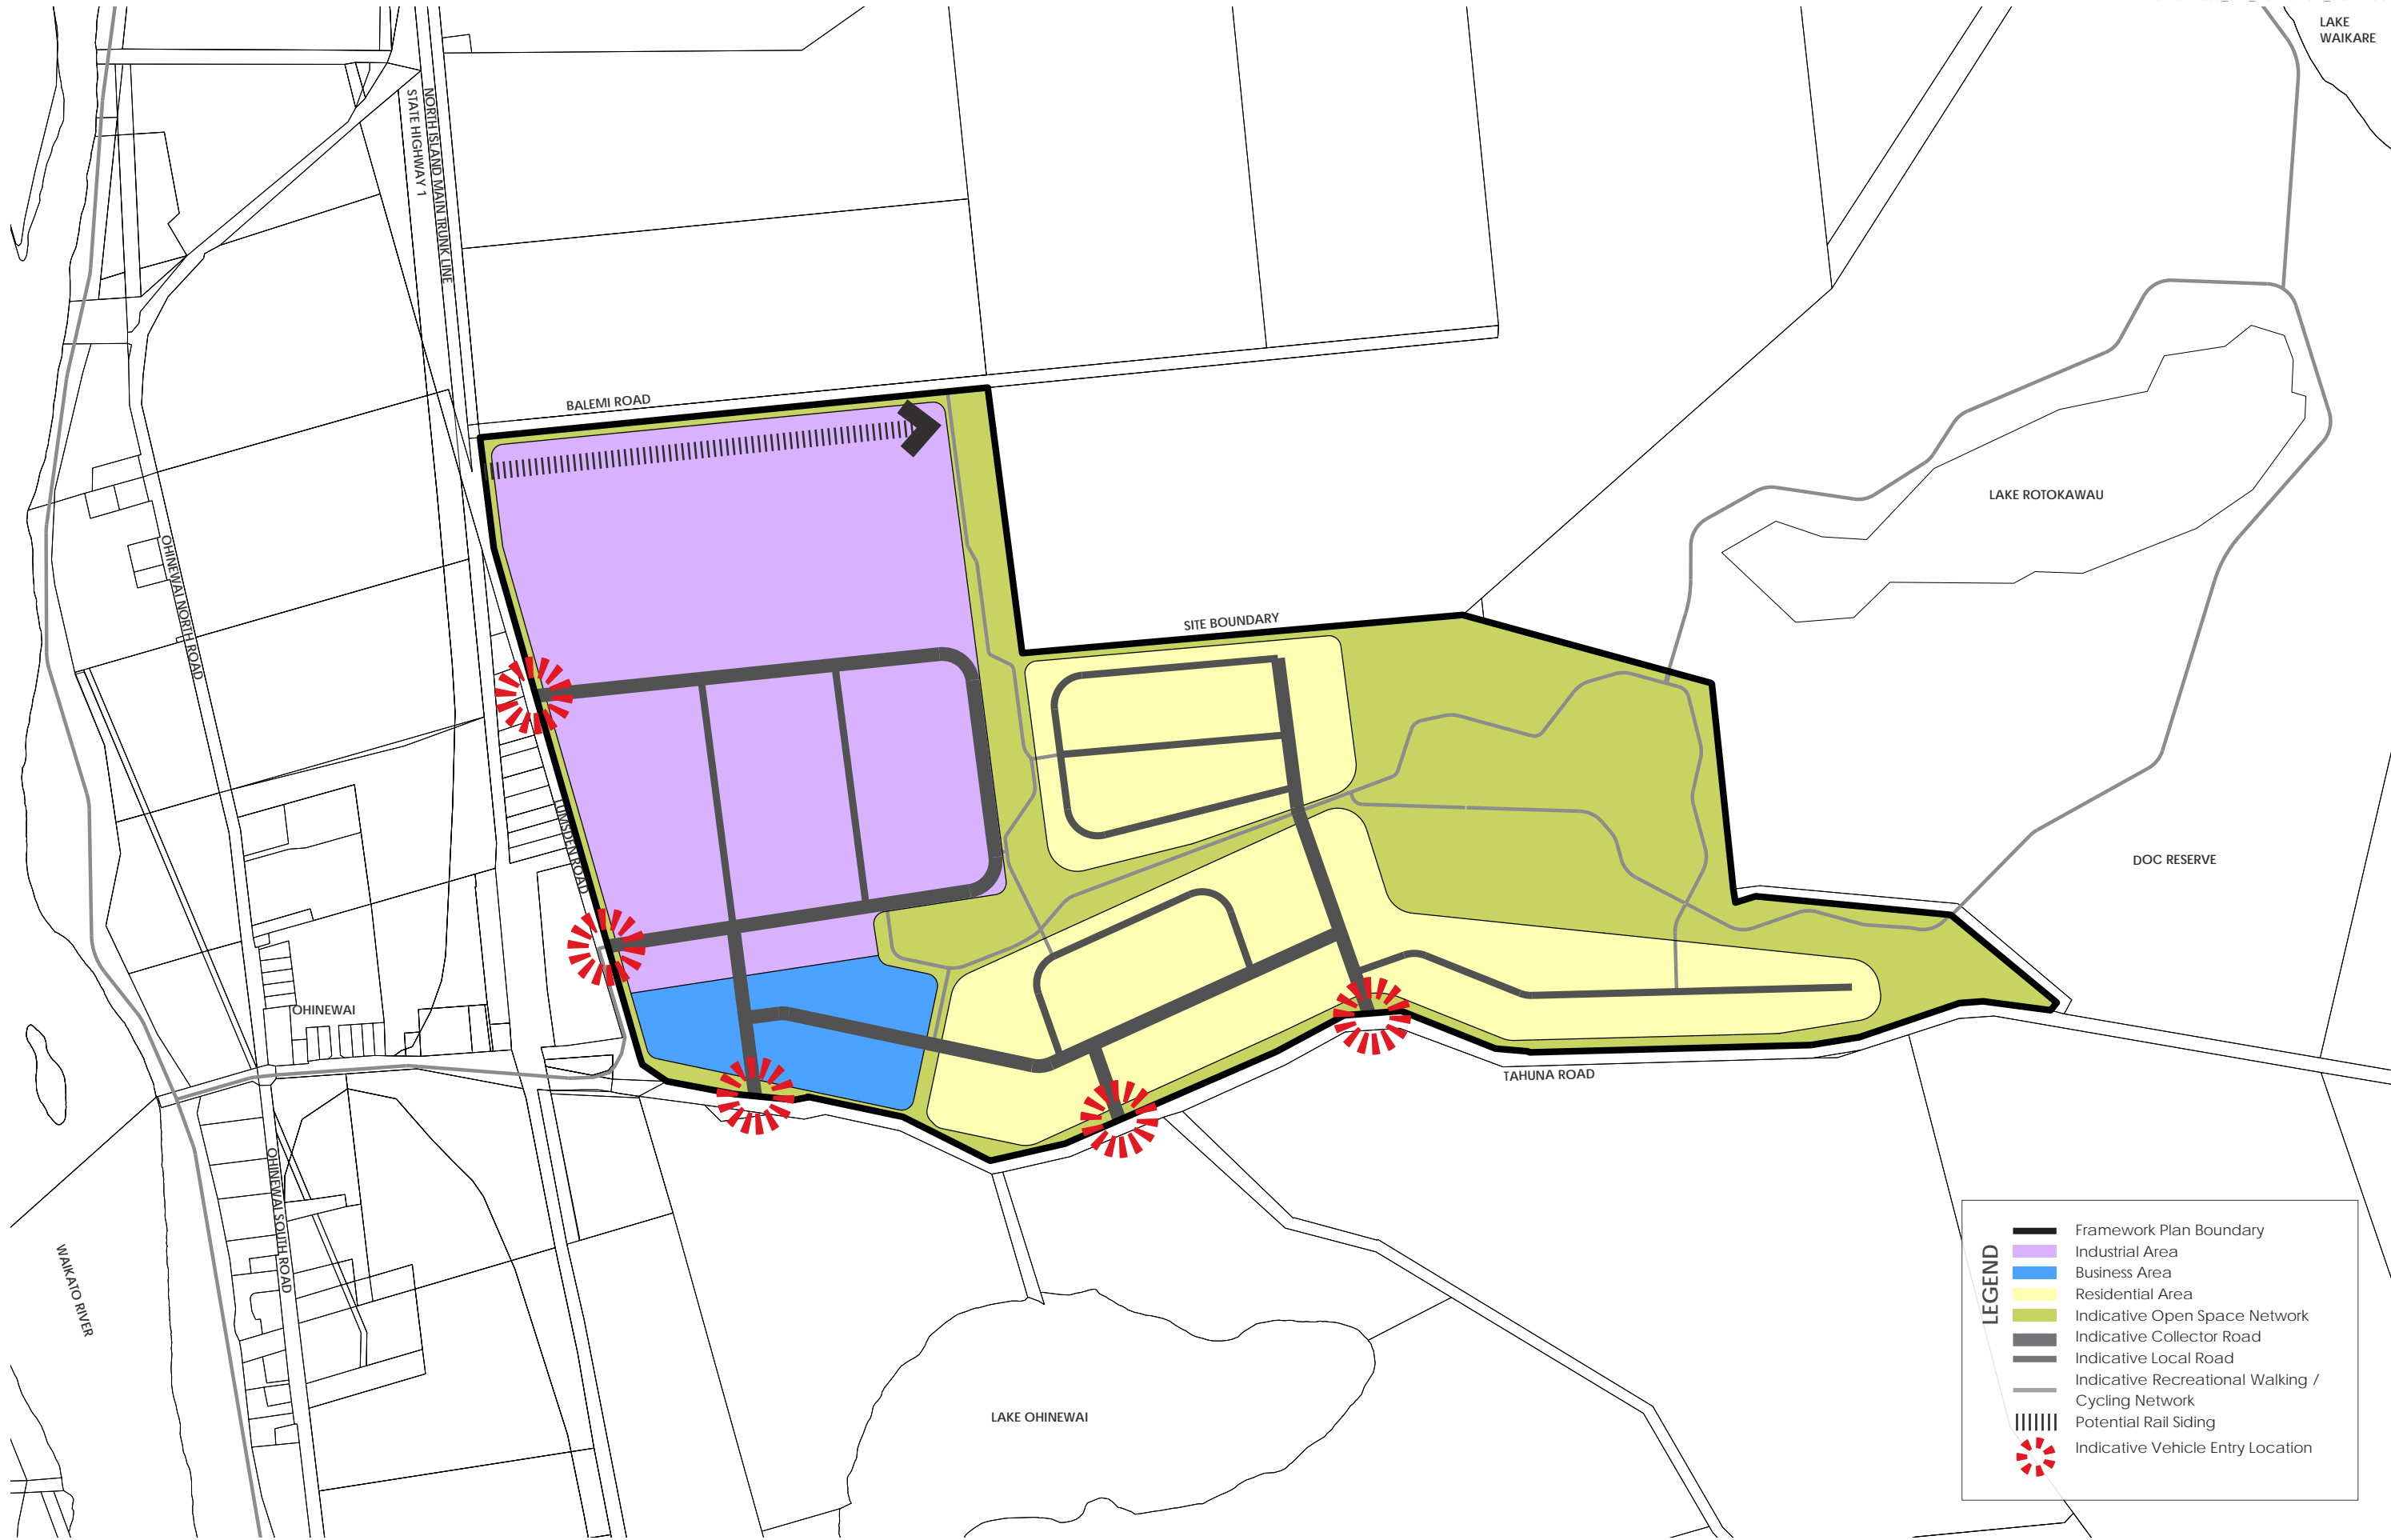 LAKE
WAIKARE
NORTH ISLAND MAIN TRUNK LINE
STATE HIGHWAY 1
BALEMI ROAD
LAKE ROTOKAWAU
OHINEWAI NORTH ROAD
SITE BOUNDARY
LUMSDEN ROAD
DOC RESERVE
OHINEWAI
TAHUNA ROAD
OHINEWAI SOUTH ROAD
WAIKATO RIVER
LAKE OHINEWAI
LEGEND
Framework Plan Boundary
Industrial Area
Business Area
Residential Area
Indicative Open Space Network
Indicative Collector Road
Indicative Local Road
Indicative Recreational Walking /
Cycling Network
Potential Rail Siding
Indicative Vehicle Entry Location